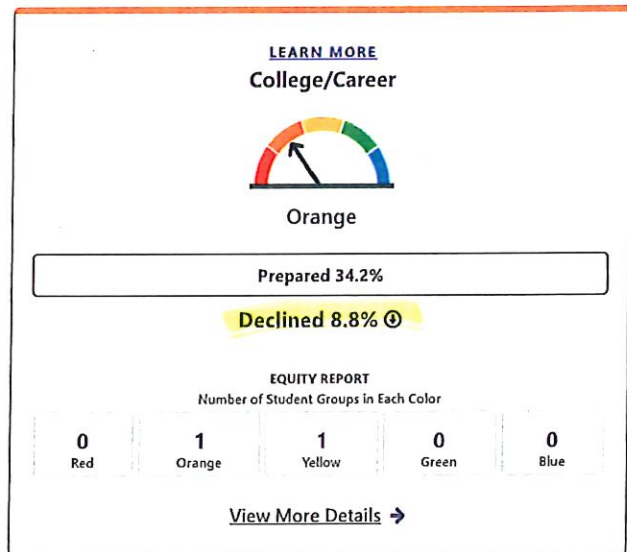 LEARN MORE
College/Career
Orange
Prepared 34.2%
Declined 8.8%
EQUITY REPORT
Number of Student Groups in Each Color
0 1 1 0 0
Red Orange Yellow Green Blue
View More Details →